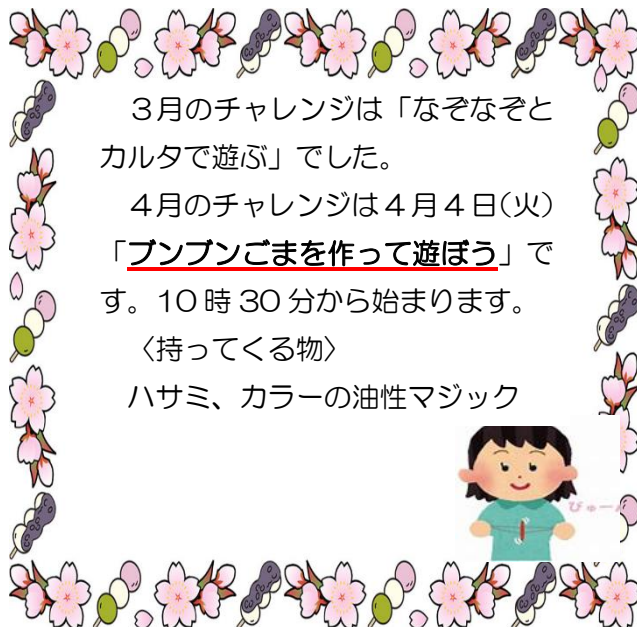 ３月のチャレンジは「なぞなぞと
カルタで遊ぶ」でした。
４月のチャレンジは４月４日(火)
「ブンブンごまを作って遊ぼう」で
す。10時30分から始まります。
〈持ってくる物〉
ハサミ、カラーの油性マジック
びゅー